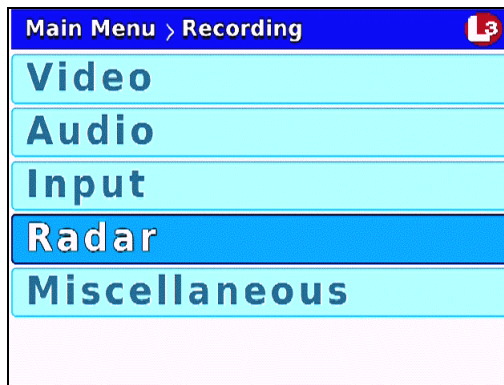 Main Menu > Recording L3
Video
Audio
Input
Radar
Miscellaneous